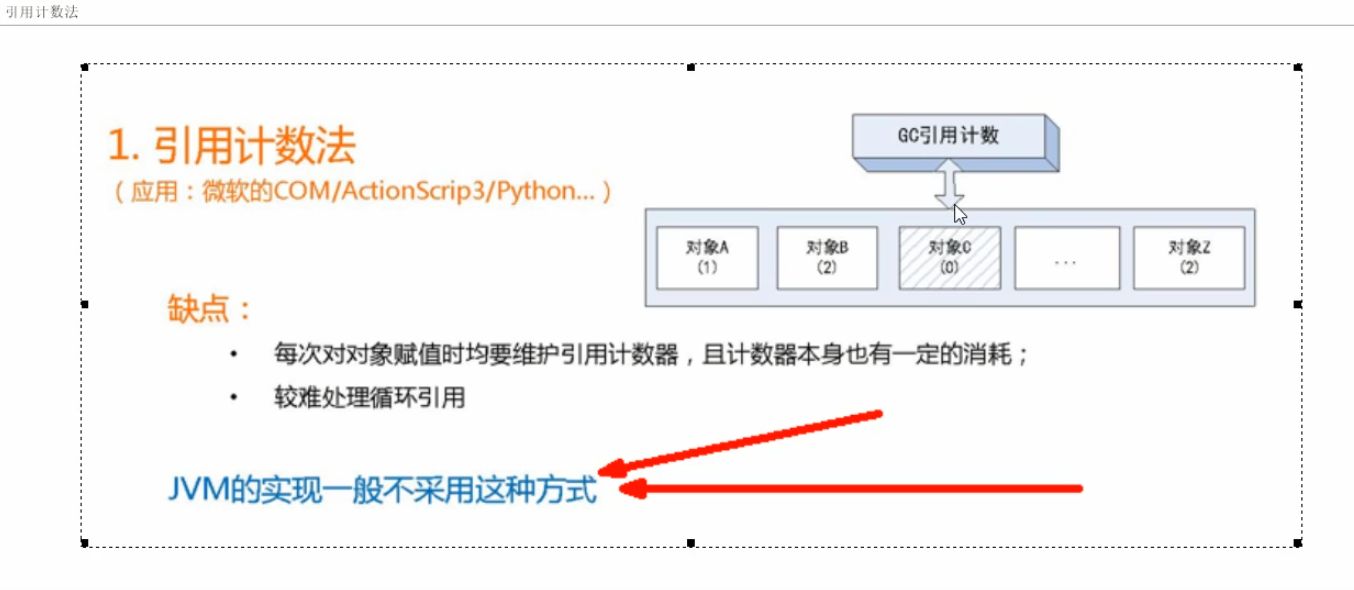 引用计数法
1. 引用计数法
（应用：微软的COM/ActionScrip3/Python...）
GC引用计数
对象A
(1)
对象B
(2)
对象C
(0)
...
对象Z
(2)
缺点：
• 每次对对象赋值时均要维护引用计数器，且计数器本身也有一定的消耗；
• 较难处理循环引用
JVM的实现一般不采用这种方式